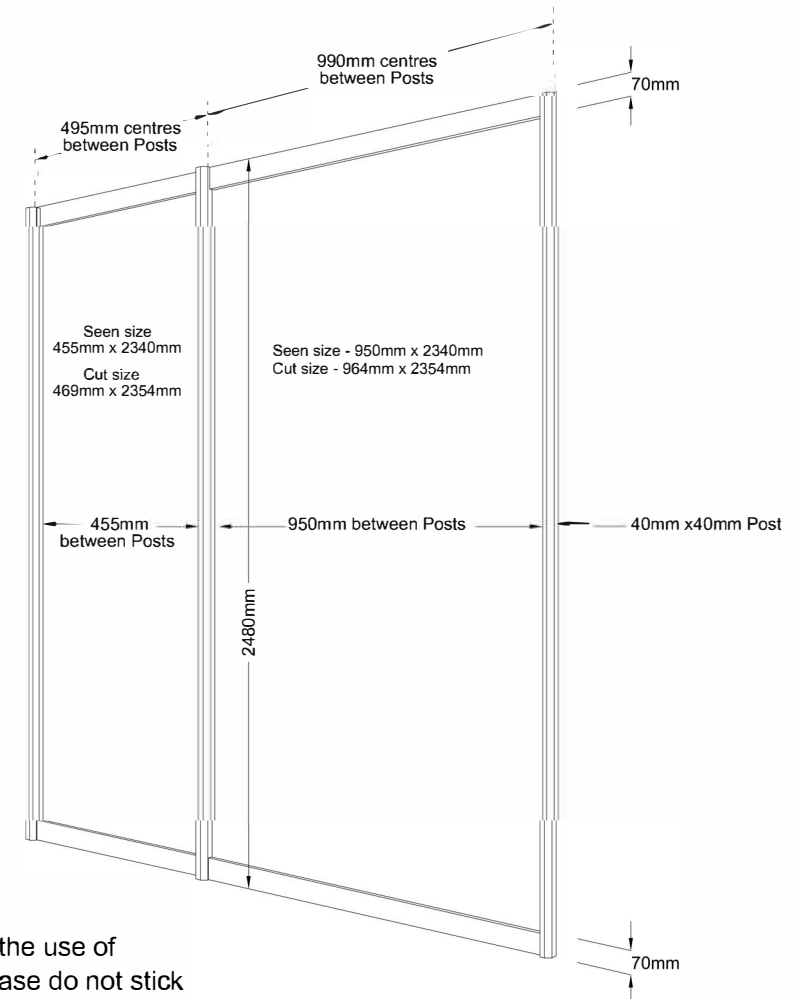 990mm centres
between Posts
70mm
495mm centres
between Posts
Seen size
455mm x 2340mm
Cut size
469mm x 2354mm
Seen size - 950mm x 2340mm
Cut size - 964mm x 2354mm
455mm
between Posts
950mm between Posts
40mm x40mm Post
2480mm
the use of
ase do not stick
70mm